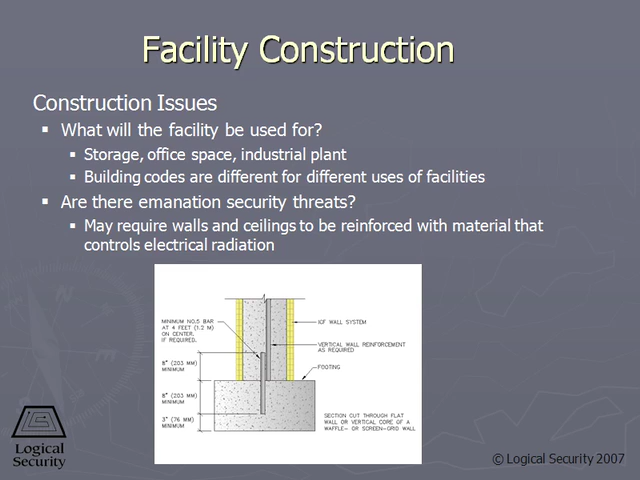 Facility Construction
Construction Issues
What will the facility be used for?
Storage, office space, industrial plant
Building codes are different for different uses of facilities
Are there emanation security threats?
May require walls and ceilings to be reinforced with material that
controls electrical radiation
MINIMUM NO.5 BAR
AT 4 FEET (1.2 M)
ON CENTER.
IF REQUIRED.
8" (203 MM)
MINIMUM
8" (203 MM)
MINIMUM
3" (76 MM)
MINIMUM
ICF WALL SYSTEM
VERTICAL WALL REINFORCEMENT
AS REQUIRED
FOOTING
SECTION CUT THROUGH FLAT
WALL OR VERTICAL CORE OF A
WAFFLE- OR SCREEN-GRID WALL
Logical
Security
© Logical Security 2007